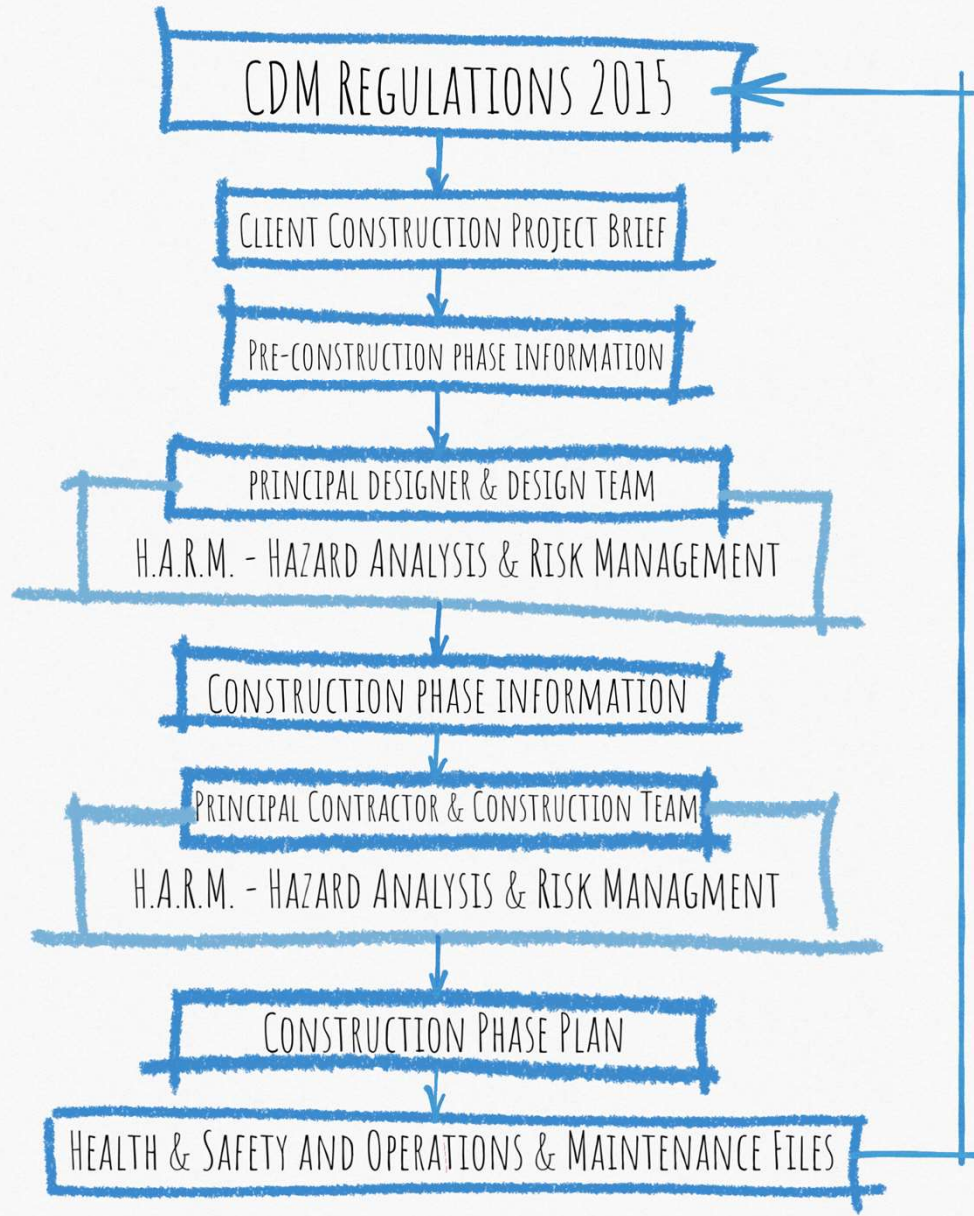 CDM Regulations 2015
Client Construction Project Brief
Pre-construction phase information
principal designer & design team
H.A.R.M. - Hazard Analysis & Risk Management
Construction phase information
Principal Contractor & Construction Team
H.A.R.M. - Hazard Analysis & Risk Managment
Construction Phase Plan
Health & Safety and Operations & Maintenance Files